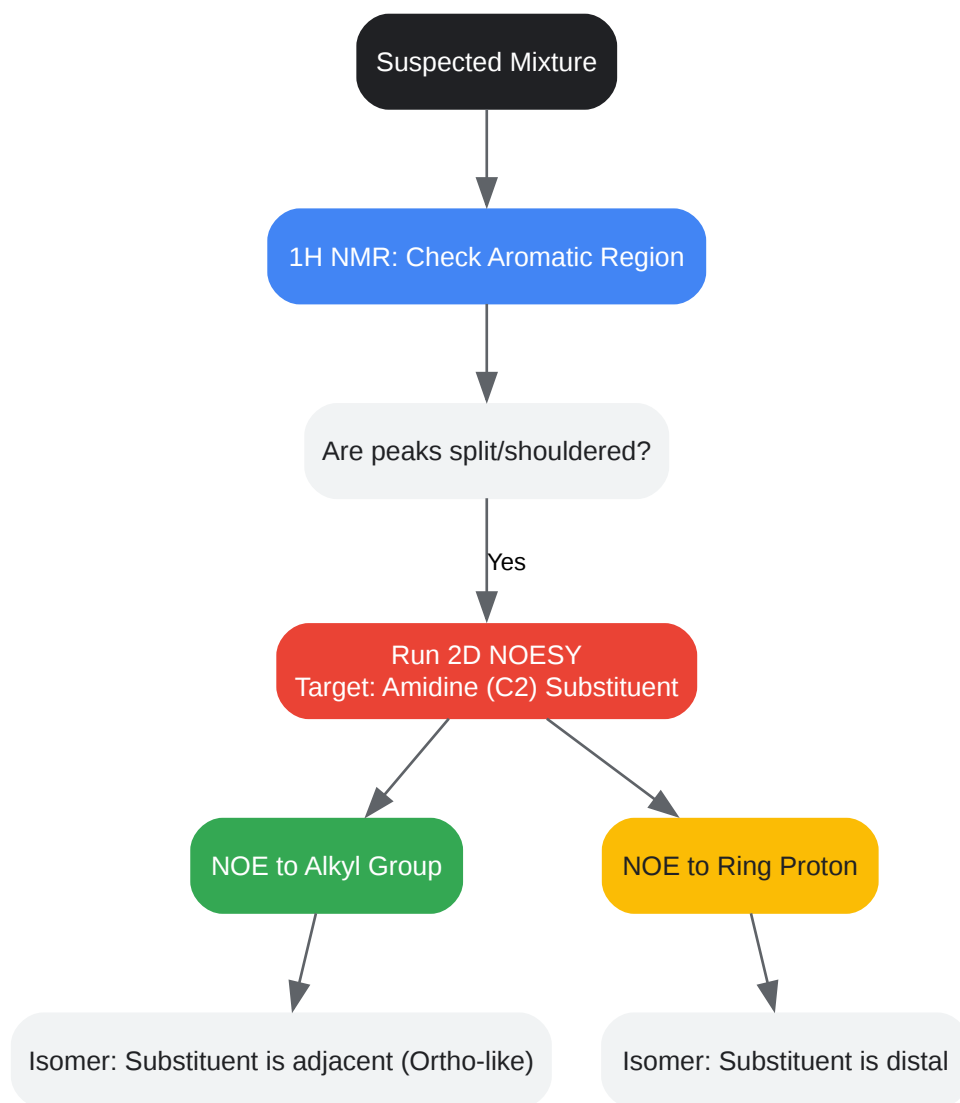 Suspected Mixture
1H NMR: Check Aromatic Region
Are peaks split/shouldered?
Yes
Run 2D NOESY
Target: Amidine (C2) Substituent
NOE to Alkyl Group
NOE to Ring Proton
Isomer: Substituent is adjacent (Ortho-like)
Isomer: Substituent is distal